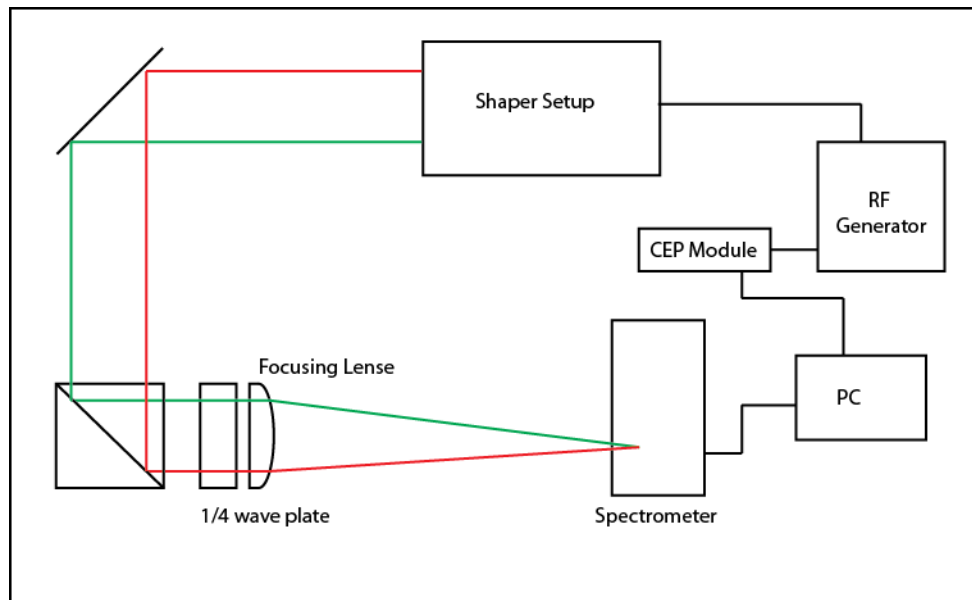 Shaper Setup
RF
Generator
CEP Module
Focusing Lense
PC
1/4 wave plate
Spectrometer